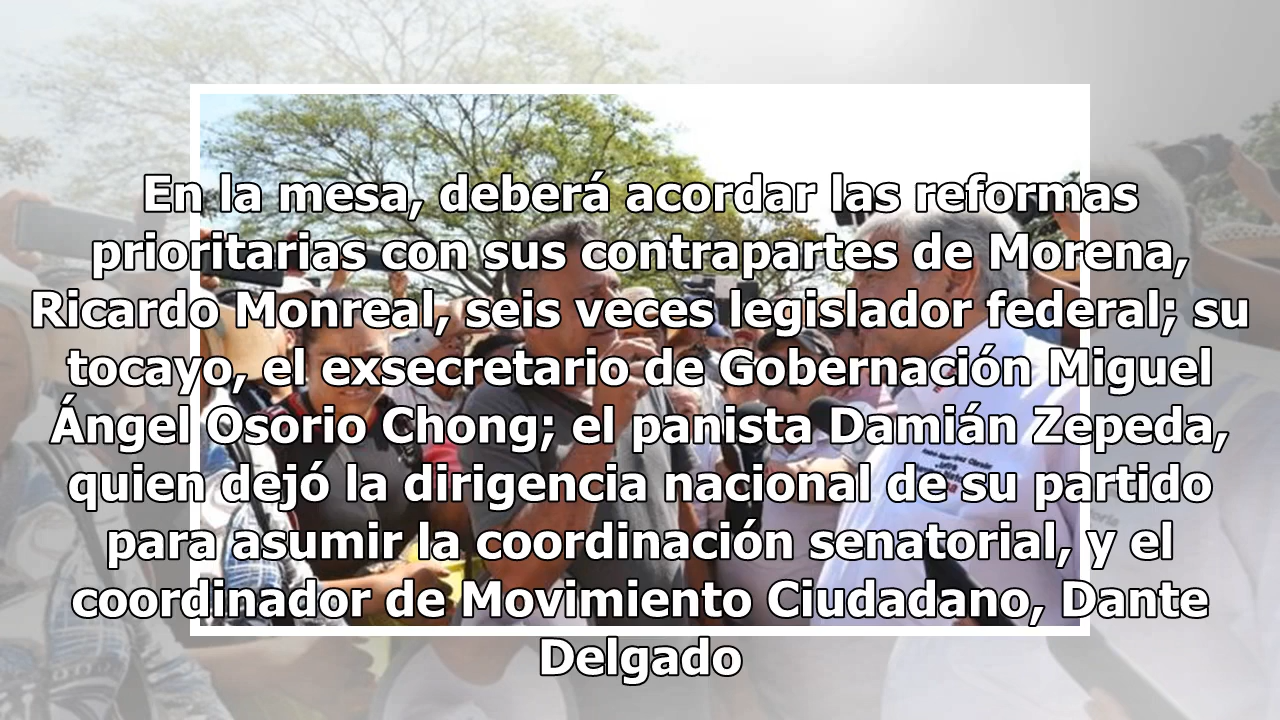 En la mesa, deberá acordar las reformas
prioritarias con sus contrapartes de Morena,
Ricardo Monreal, seis veces legislador federal; su
tocayo, el exsecretario de Gobernación Miguel
Ángel Osorio Chong; el panista Damián Zepeda,
quien dejó la dirigencia nacional de su partido
para asumir la coordinación senatorial, y el
coordinador de Movimiento Ciudadano, Dante
Delgado